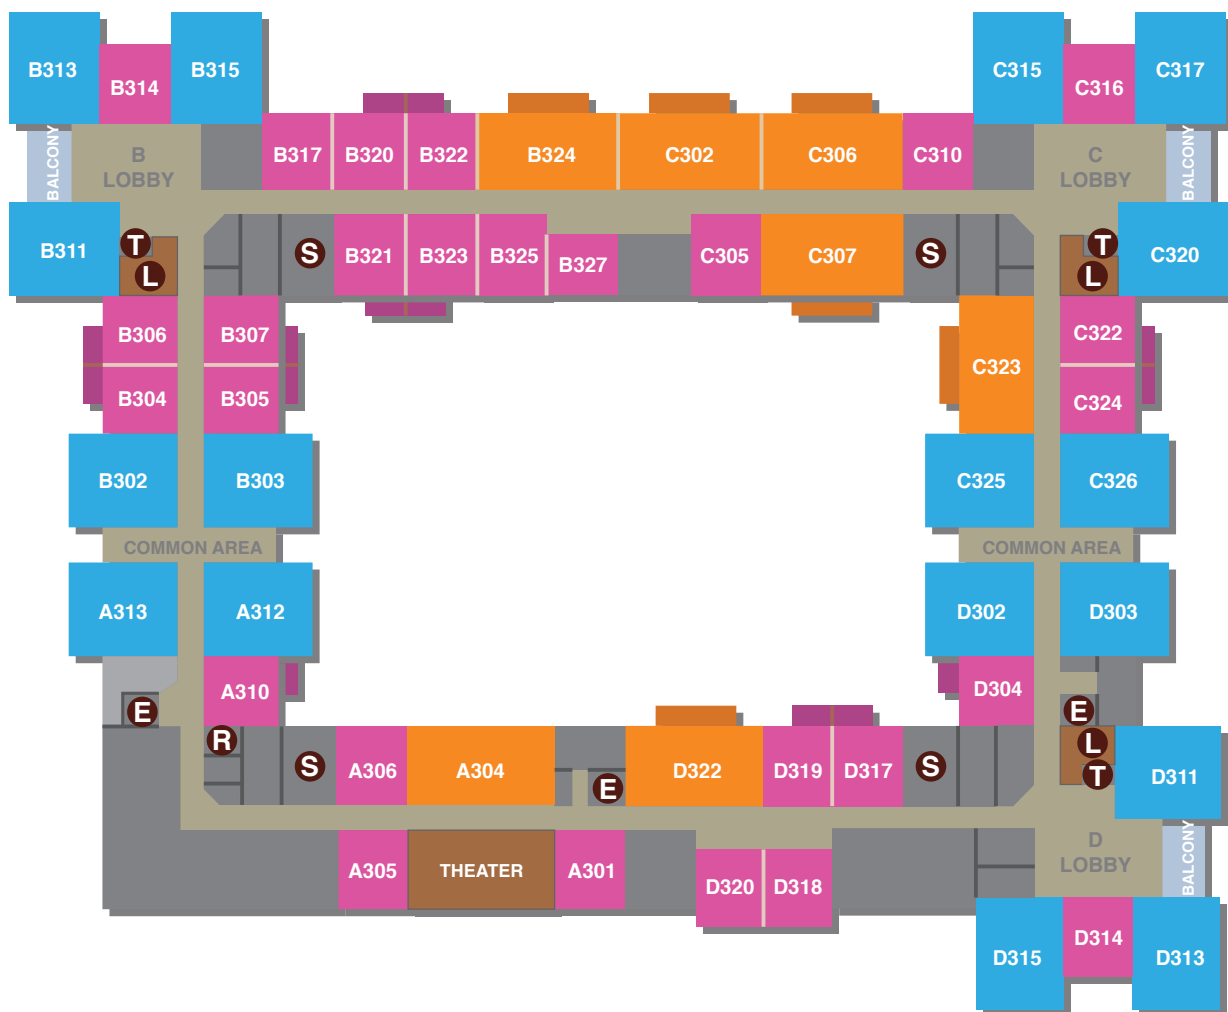 B313
B314
B315
C315
C316
C317
BALCONY
B
LOBBY
B317
B320
B322
B324
C302
C306
C310
C
LOBBY
BALCONY
B311
T
L
S
B321
B323
B325
B327
C305
C307
S
T
L
C320
B306
B307
C323
C322
B304
B305
C324
B302
B303
C325
C326
COMMON AREA
COMMON AREA
A313
A312
D302
D303
A310
D304
E
E
R
S
A306
A304
E
D322
D319
D317
S
L
T
D311
A305
THEATER
A301
D320
D318
D
LOBBY
BALCONY
D315
D314
D313